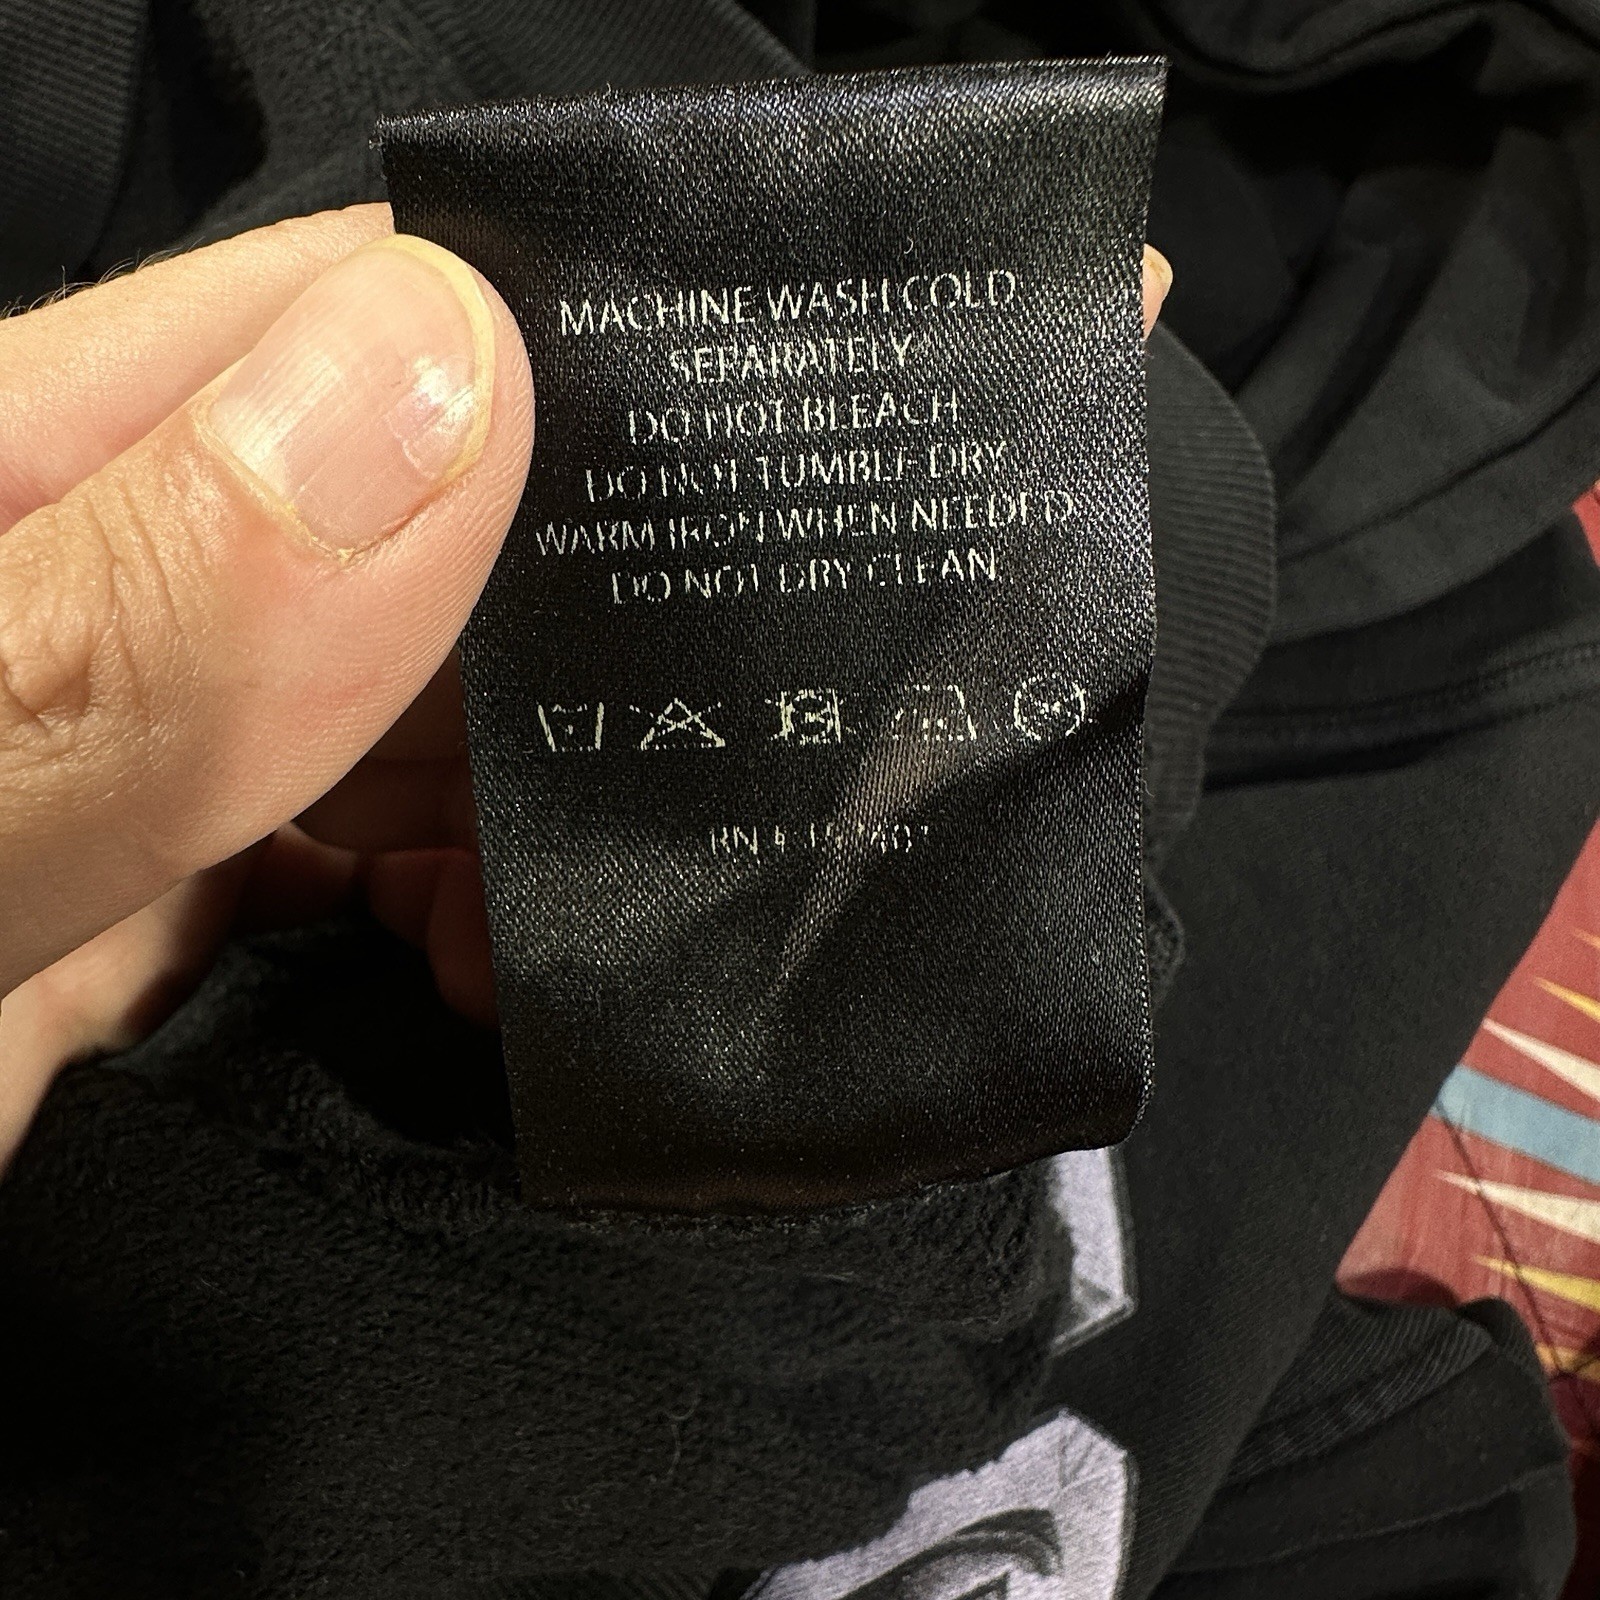 MACHINE WASH COLD
SEPARATELY
DO NOT BLEACH
DO NOT TUMBLE DRY
WARM IRON WHEN NEEDED
DO NOT DRY CLEAN
RN